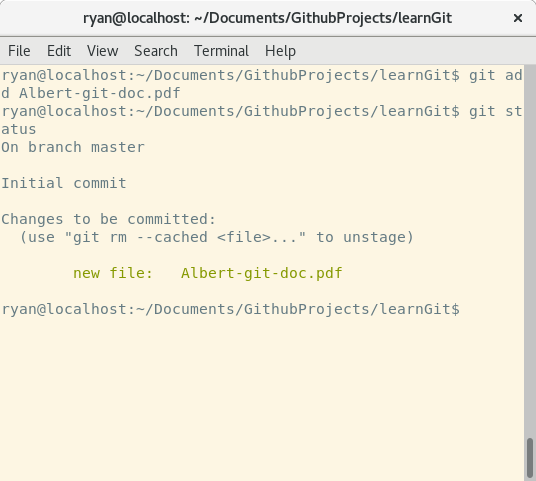 ryan@localhost: ~/Documents/GithubProjects/learnGit
File Edit View Search Terminal Help
ryan@localhost:~/Documents/GithubProjects/learnGit$ git ad
d Albert-git-doc.pdf
ryan@localhost:~/Documents/GithubProjects/learnGit$ git st
atus
On branch master
Initial commit
Changes to be committed:
  (use "git rm --cached <file>..." to unstage)
        new file:   Albert-git-doc.pdf
ryan@localhost:~/Documents/GithubProjects/learnGit$